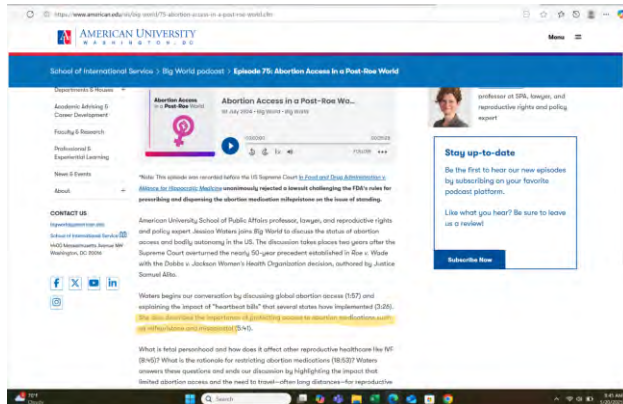 https://www.american.edu/sis/big-world/75-abortion-access-in-a-post-roe-world.cfm
AMERICAN UNIVERSITY
WASHINGTON, DC
Menu
School of International Service > Big World podcast > Episode 75: Abortion Access in a Post-Roe World
Departments & Houses
Academic Advising &
Career Development
Faculty & Research
Professional &
Experiential Learning
News & Events
About
CONTACT US
School of International Service
Washington, DC 20016
Abortion Access
in a Post-Roe World
Abortion Access in a Post-Roe Wo...
02 July 2024 • Big World • Big World
00:00:00
1x
*Note: This episode was recorded before the US Supreme Court in Food and Drug Administration v.
Alliance for Hippocratic Medicine unanimously rejected a lawsuit challenging the FDA's rules for
prescribing and dispensing the abortion medication mifepristone on the issue of standing.
American University School of Public Affairs professor, lawyer, and reproductive rights
and policy expert Jessica Waters joins Big World to discuss the status of abortion
access and bodily autonomy in the US. The discussion takes place two years after the
Supreme Court overturned the nearly 50-year precedent established in Roe v. Wade
with the Dobbs v. Jackson Women's Health Organization decision, authored by Justice
Samuel Alito.
Waters begins our conversation by discussing global abortion access (1:57) and
explaining the impact of "heartbeat bills" that several states have implemented (3:26).
She also describes the importance of protecting access to abortion medications such
as mifepristone and misoprostol (5:41).
What is fetal personhood and how does it affect other reproductive healthcare like IVF
(8:45)? What is the rationale for restricting abortion medications (18:53)? Waters
answers these questions and ends our discussion by highlighting the impact that
limited abortion access and the need to travel—often long distances—for reproductive
professor at SPA, lawyer, and
reproductive rights and policy
expert
Stay up-to-date
Be the first to hear our new episodes
by subscribing on your favorite
podcast platform.
Like what you hear? Be sure to leave
us a review!
Subscribe Now
Cloudy
Search
8:45 AM